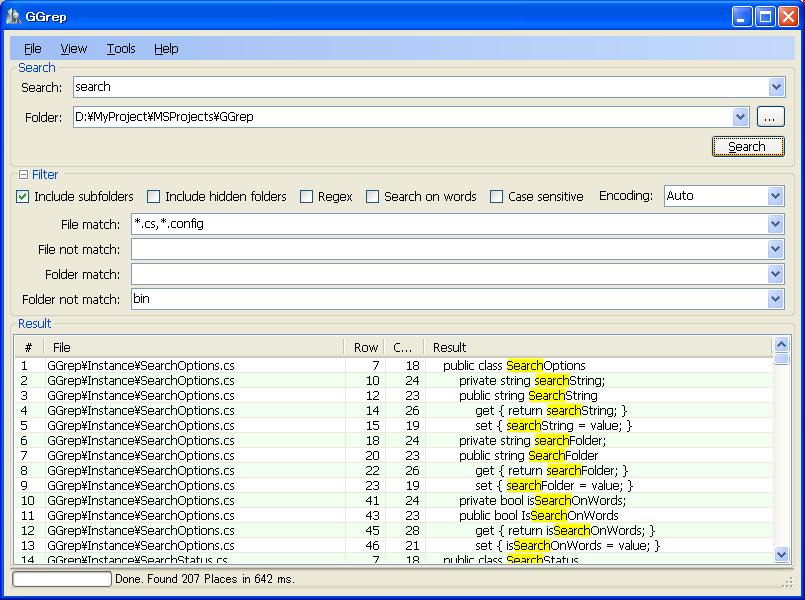 GGrep
File View Tools Help
Search
Search: search
Folder: D:¥MyProject¥MSProjects¥GGrep ...
Search
Filter
Include subfolders Include hidden folders Regex Search on words Case sensitive Encoding: Auto
File match: *.cs,*.config
File not match:
Folder match:
Folder not match: bin
Result
# File Row C... Result
1 GGrep¥Instance¥SearchOptions.cs 7 18 public class SearchOptions
2 GGrep¥Instance¥SearchOptions.cs 10 24 private string searchString;
3 GGrep¥Instance¥SearchOptions.cs 12 23 public string SearchString
4 GGrep¥Instance¥SearchOptions.cs 14 26 get { return searchString; }
5 GGrep¥Instance¥SearchOptions.cs 15 19 set { searchString = value; }
6 GGrep¥Instance¥SearchOptions.cs 18 24 private string searchFolder;
7 GGrep¥Instance¥SearchOptions.cs 20 23 public string SearchFolder
8 GGrep¥Instance¥SearchOptions.cs 22 26 get { return searchFolder; }
9 GGrep¥Instance¥SearchOptions.cs 23 19 set { searchFolder = value; }
10 GGrep¥Instance¥SearchOptions.cs 41 24 private bool isSearchOnWords;
11 GGrep¥Instance¥SearchOptions.cs 43 23 public bool IsSearchOnWords
12 GGrep¥Instance¥SearchOptions.cs 45 28 get { return isSearchOnWords; }
13 GGrep¥Instance¥SearchOptions.cs 46 21 set { isSearchOnWords = value; }
14 GGrep¥Instance¥SearchStatus.cs 7 18 public class SearchStatus
Done. Found 207 Places in 642 ms.